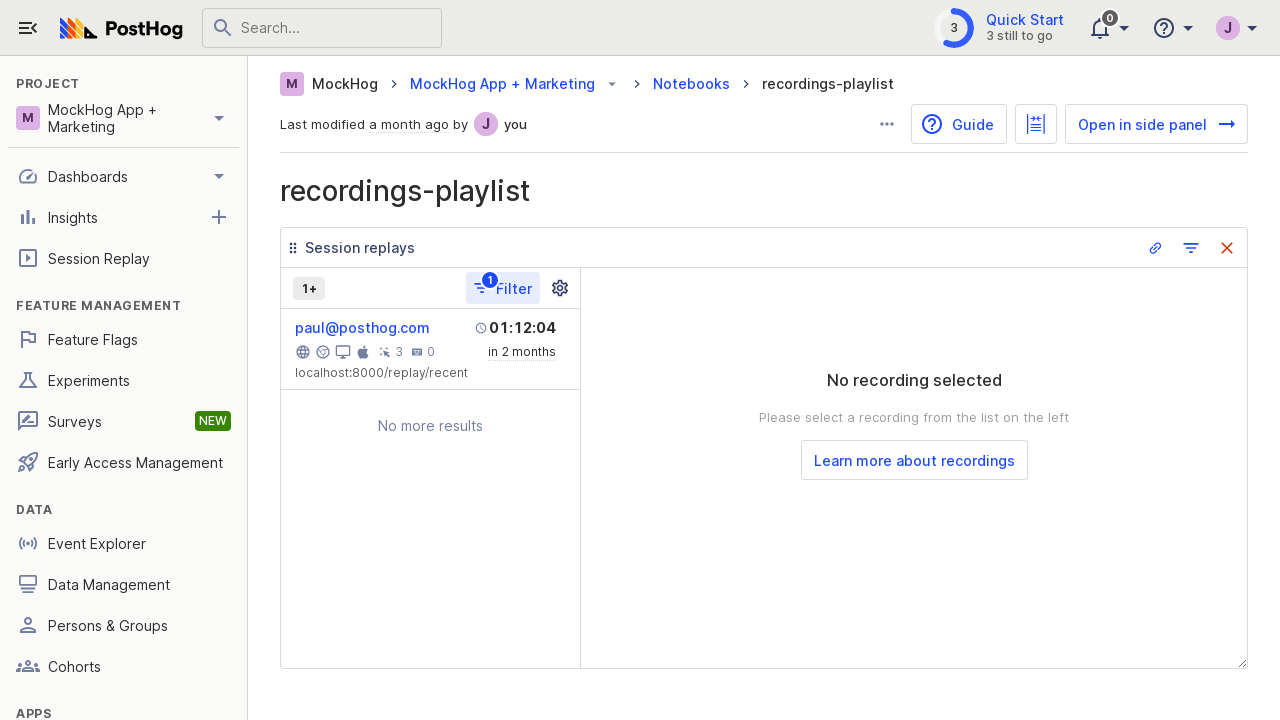 PostHog
Search...
3
Quick Start
3 still to go
0
J
PROJECT
M
MockHog App +
Marketing
Dashboards
Insights
Session Replay
FEATURE MANAGEMENT
Feature Flags
Experiments
Surveys
NEW
Early Access Management
DATA
Event Explorer
Data Management
Persons & Groups
Cohorts
APPS
M
MockHog
MockHog App + Marketing
Notebooks
recordings-playlist
Last modified a month ago by J you
Guide
Open in side panel
recordings-playlist
Session replays
1+
1
Filter
paul@posthog.com
01:12:04
3
0
in 2 months
localhost:8000/replay/recent
No more results
No recording selected
Please select a recording from the list on the left
Learn more about recordings